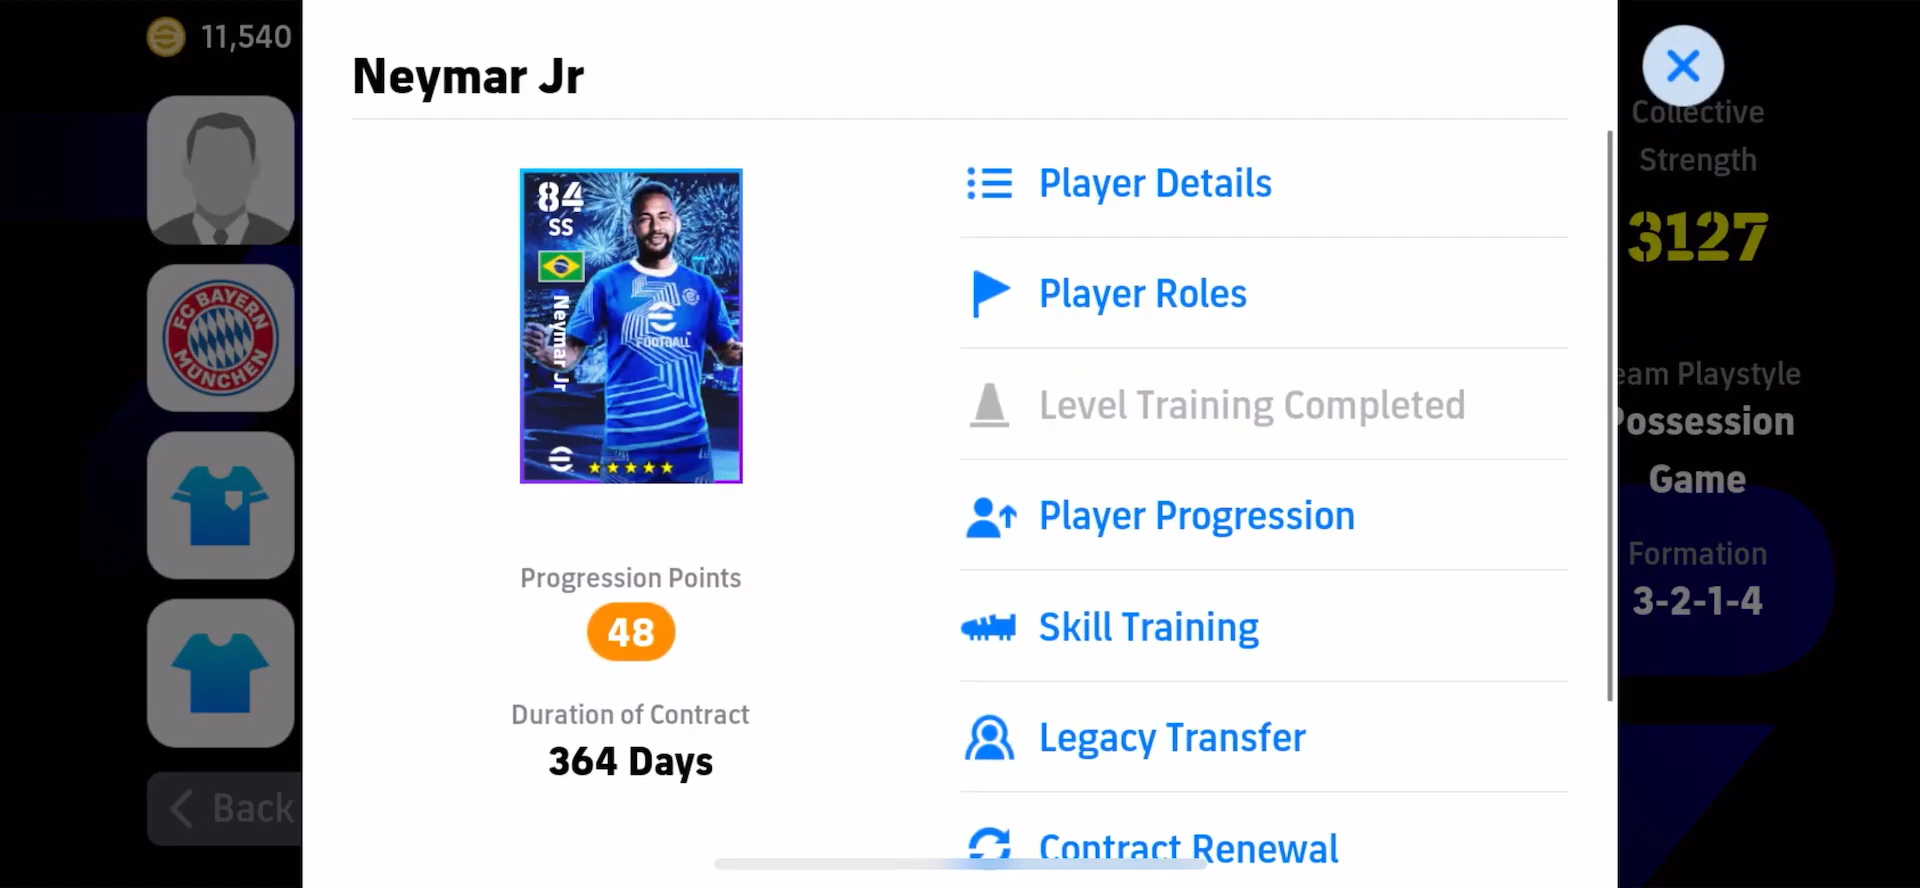 11,540
FC BAYERN
MÜNCHEN
Back
Neymar Jr
84
SS
Neymar Jr
FOOTBALL
Progression Points
48
Duration of Contract
364 Days
Player Details
Player Roles
Level Training Completed
Player Progression
Skill Training
Legacy Transfer
Contract Renewal
Collective
Strength
3127
eam Playstyle
Possession
Game
Formation
3-2-1-4